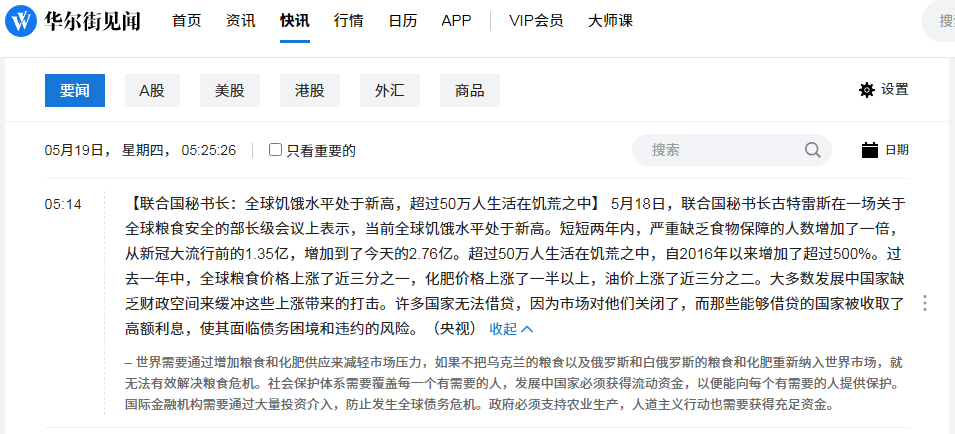 华尔街见闻 首页 资讯 快讯 行情 日历 APP VIP会员 大师课 搜
要闻 A股 美股 港股 外汇 商品 设置
05月19日， 星期四， 05:25:26 只看重要的 搜索 日期
05:14 【联合国秘书长：全球饥饿水平处于新高，超过50万人生活在饥荒之中】 5月18日，联合国秘书长古特雷斯在一场关于
全球粮食安全的部长级会议上表示，当前全球饥饿水平处于新高。短短两年内，严重缺乏食物保障的人数增加了一倍，
从新冠大流行前的1.35亿，增加到了今天的2.76亿。超过50万人生活在饥荒之中，自2016年以来增加了超过500%。过
去一年中，全球粮食价格上涨了近三分之一，化肥价格上涨了一半以上，油价上涨了近三分之二。大多数发展中国家缺
乏财政空间来缓冲这些上涨带来的打击。许多国家无法借贷，因为市场对他们关闭了，而那些能够借贷的国家被收取了
高额利息，使其面临债务困境和违约的风险。（央视） 收起
– 世界需要通过增加粮食和化肥供应来减轻市场压力，如果不把乌克兰的粮食以及俄罗斯和白俄罗斯的粮食和化肥重新纳入世界市场，就
无法有效解决粮食危机。社会保护体系需要覆盖每一个有需要的人，发展中国家必须获得流动资金，以便能向每个有需要的人提供保护。
国际金融机构需要通过大量投资介入，防止发生全球债务危机。政府必须支持农业生产，人道主义行动也需要获得充足资金。